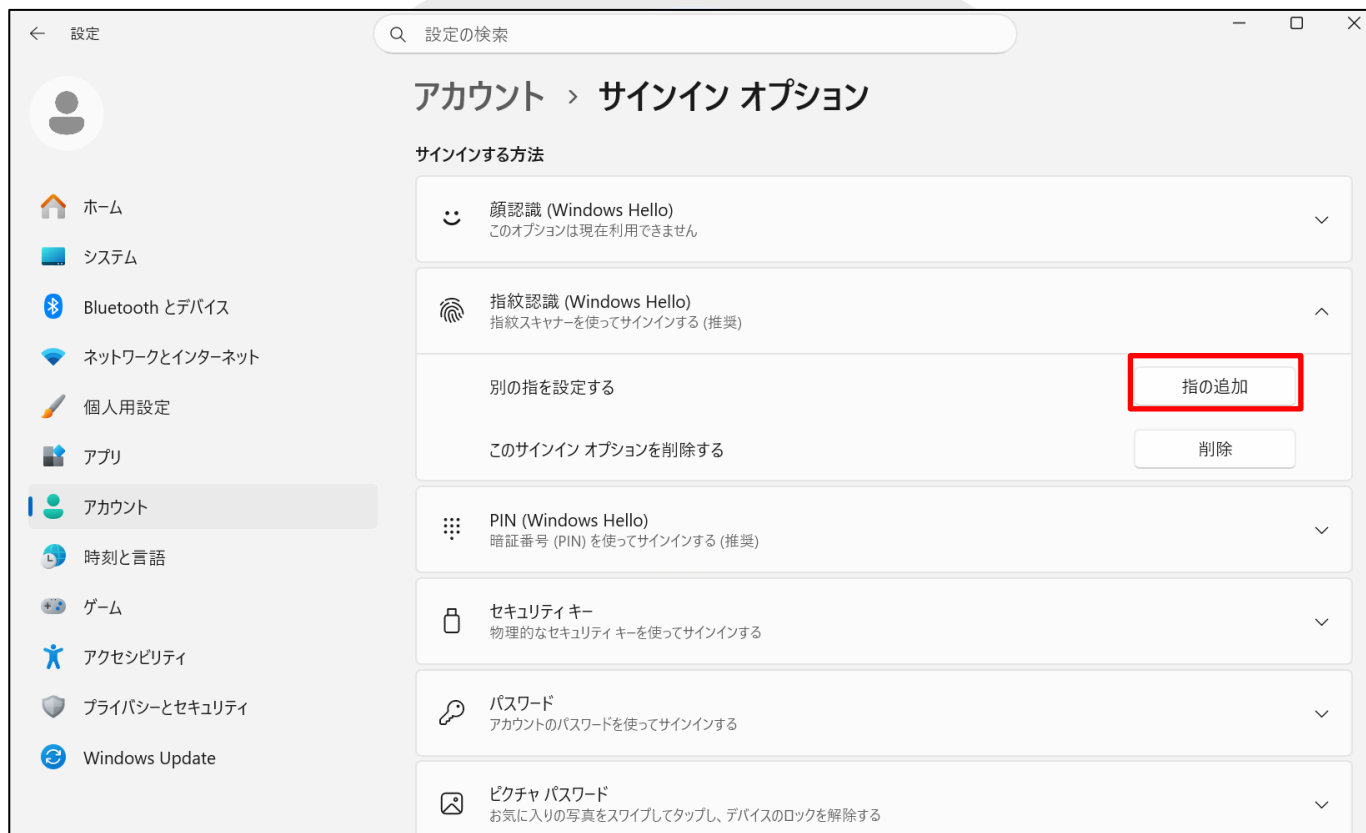 設定
設定の検索
アカウント › サインイン オプション
サインインする方法
ホーム
システム
Bluetooth とデバイス
ネットワークとインターネット
個人用設定
アプリ
アカウント
時刻と言語
ゲーム
アクセシビリティ
プライバシーとセキュリティ
Windows Update
顔認識 (Windows Hello)
このオプションは現在利用できません
指紋認識 (Windows Hello)
指紋スキャナーを使ってサインインする (推奨)
別の指を設定する
指の追加
このサインイン オプションを削除する
削除
PIN (Windows Hello)
暗証番号 (PIN) を使ってサインインする (推奨)
セキュリティ キー
物理的なセキュリティ キーを使ってサインインする
パスワード
アカウントのパスワードを使ってサインインする
ピクチャ パスワード
お気に入りの写真をスワイプしてタップし、デバイスのロックを解除する